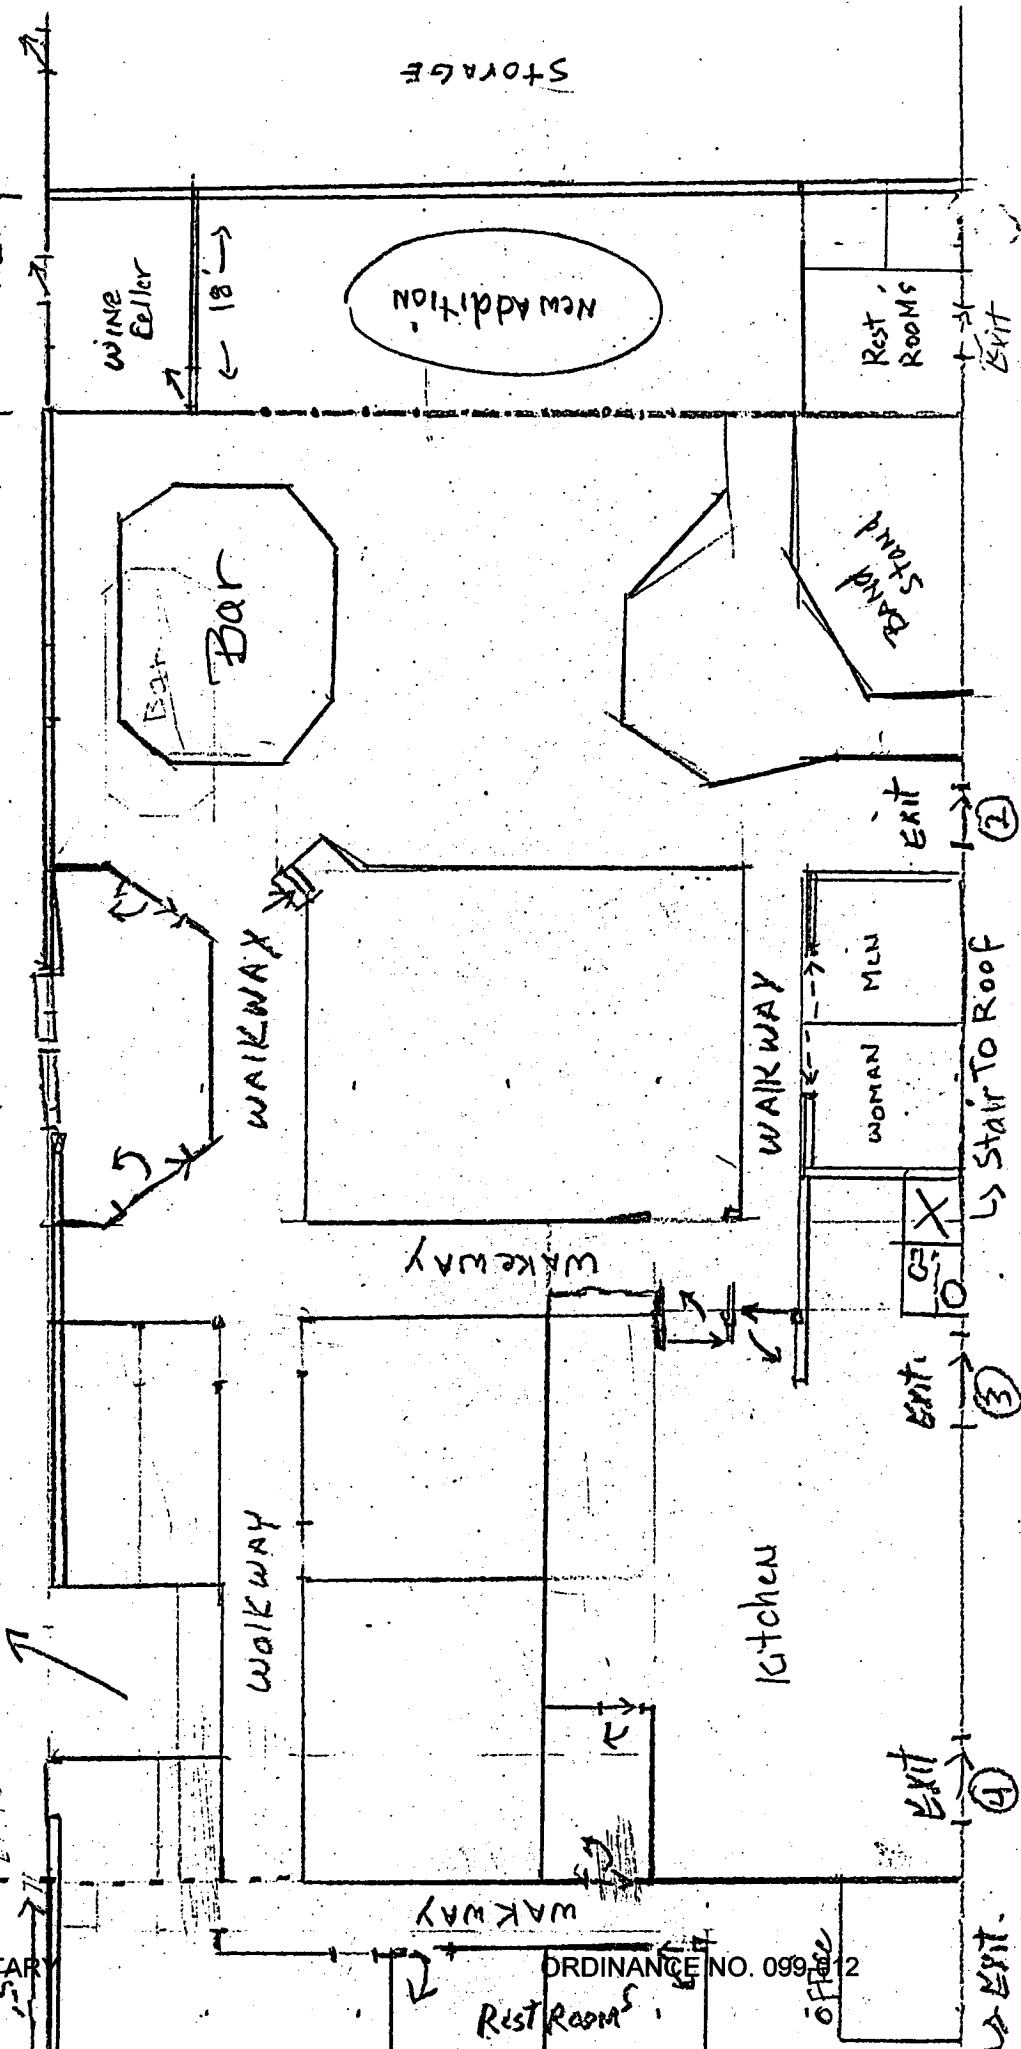 STORAGE
WINE
Celler
← 18' →
New Addition
Rest
ROOMS
Exit
Bar
Bar
BAND
Stand
Exit
2
WAlKWAY
WAlKWAY
MEN
WOMAN
↳ Stair TO Roof
WAKEWAY
X
Exit
3
WalKWAY
Kitchen
Exit
4
WAKWAY
ORDINANCE NO. 099-012
Rest Rooms
office
Exit.